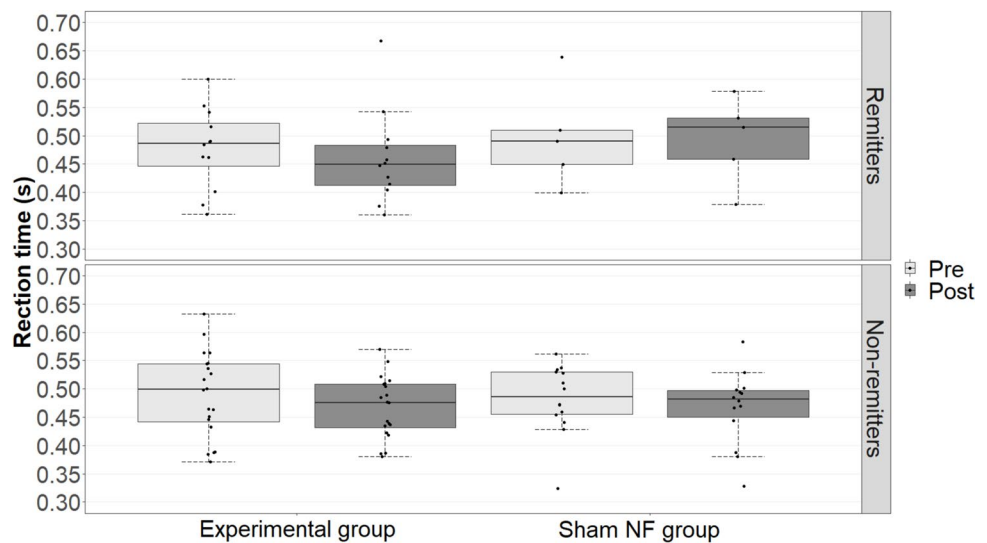 Rection time (s)
0.70
0.65
0.60
0.55
0.50
0.45
0.40
0.35
0.30
Remitters
0.70
0.65
0.60
0.55
0.50
0.45
0.40
0.35
0.30
Non-remitters
Experimental group
Sham NF group
Pre
Post